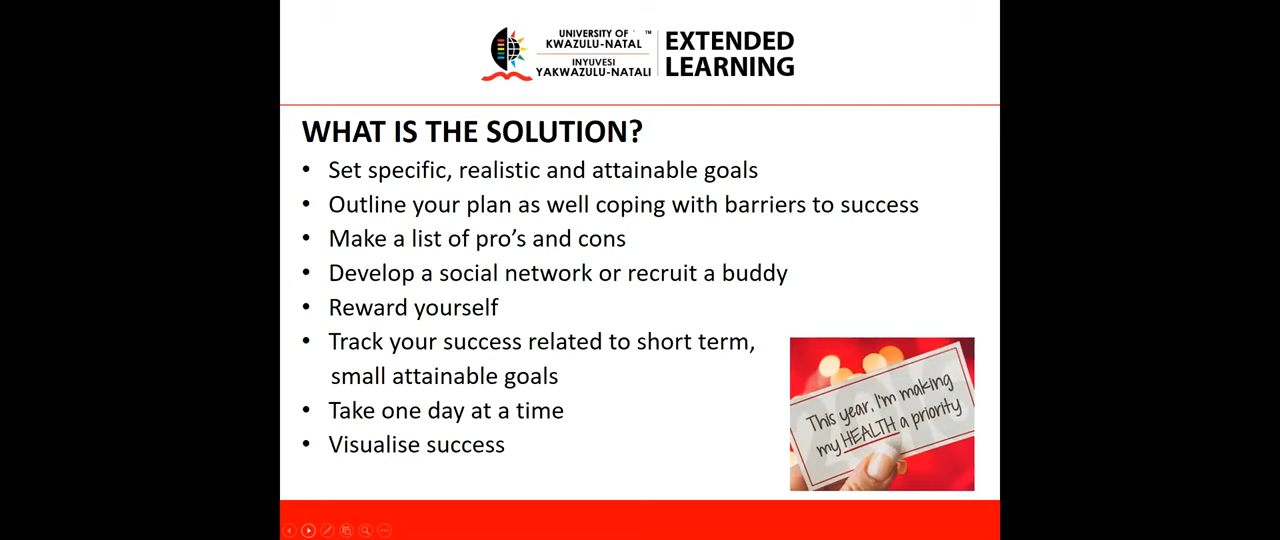 UNIVERSITY OF ™
KWAZULU-NATAL
INYUVESI
YAKWAZULU-NATALI
EXTENDED
LEARNING
WHAT IS THE SOLUTION?
• Set specific, realistic and attainable goals
• Outline your plan as well coping with barriers to success
• Make a list of pro’s and cons
• Develop a social network or recruit a buddy
• Reward yourself
• Track your success related to short term,
small attainable goals
• Take one day at a time
• Visualise success
This year, I'm making
my HEALTH a priority